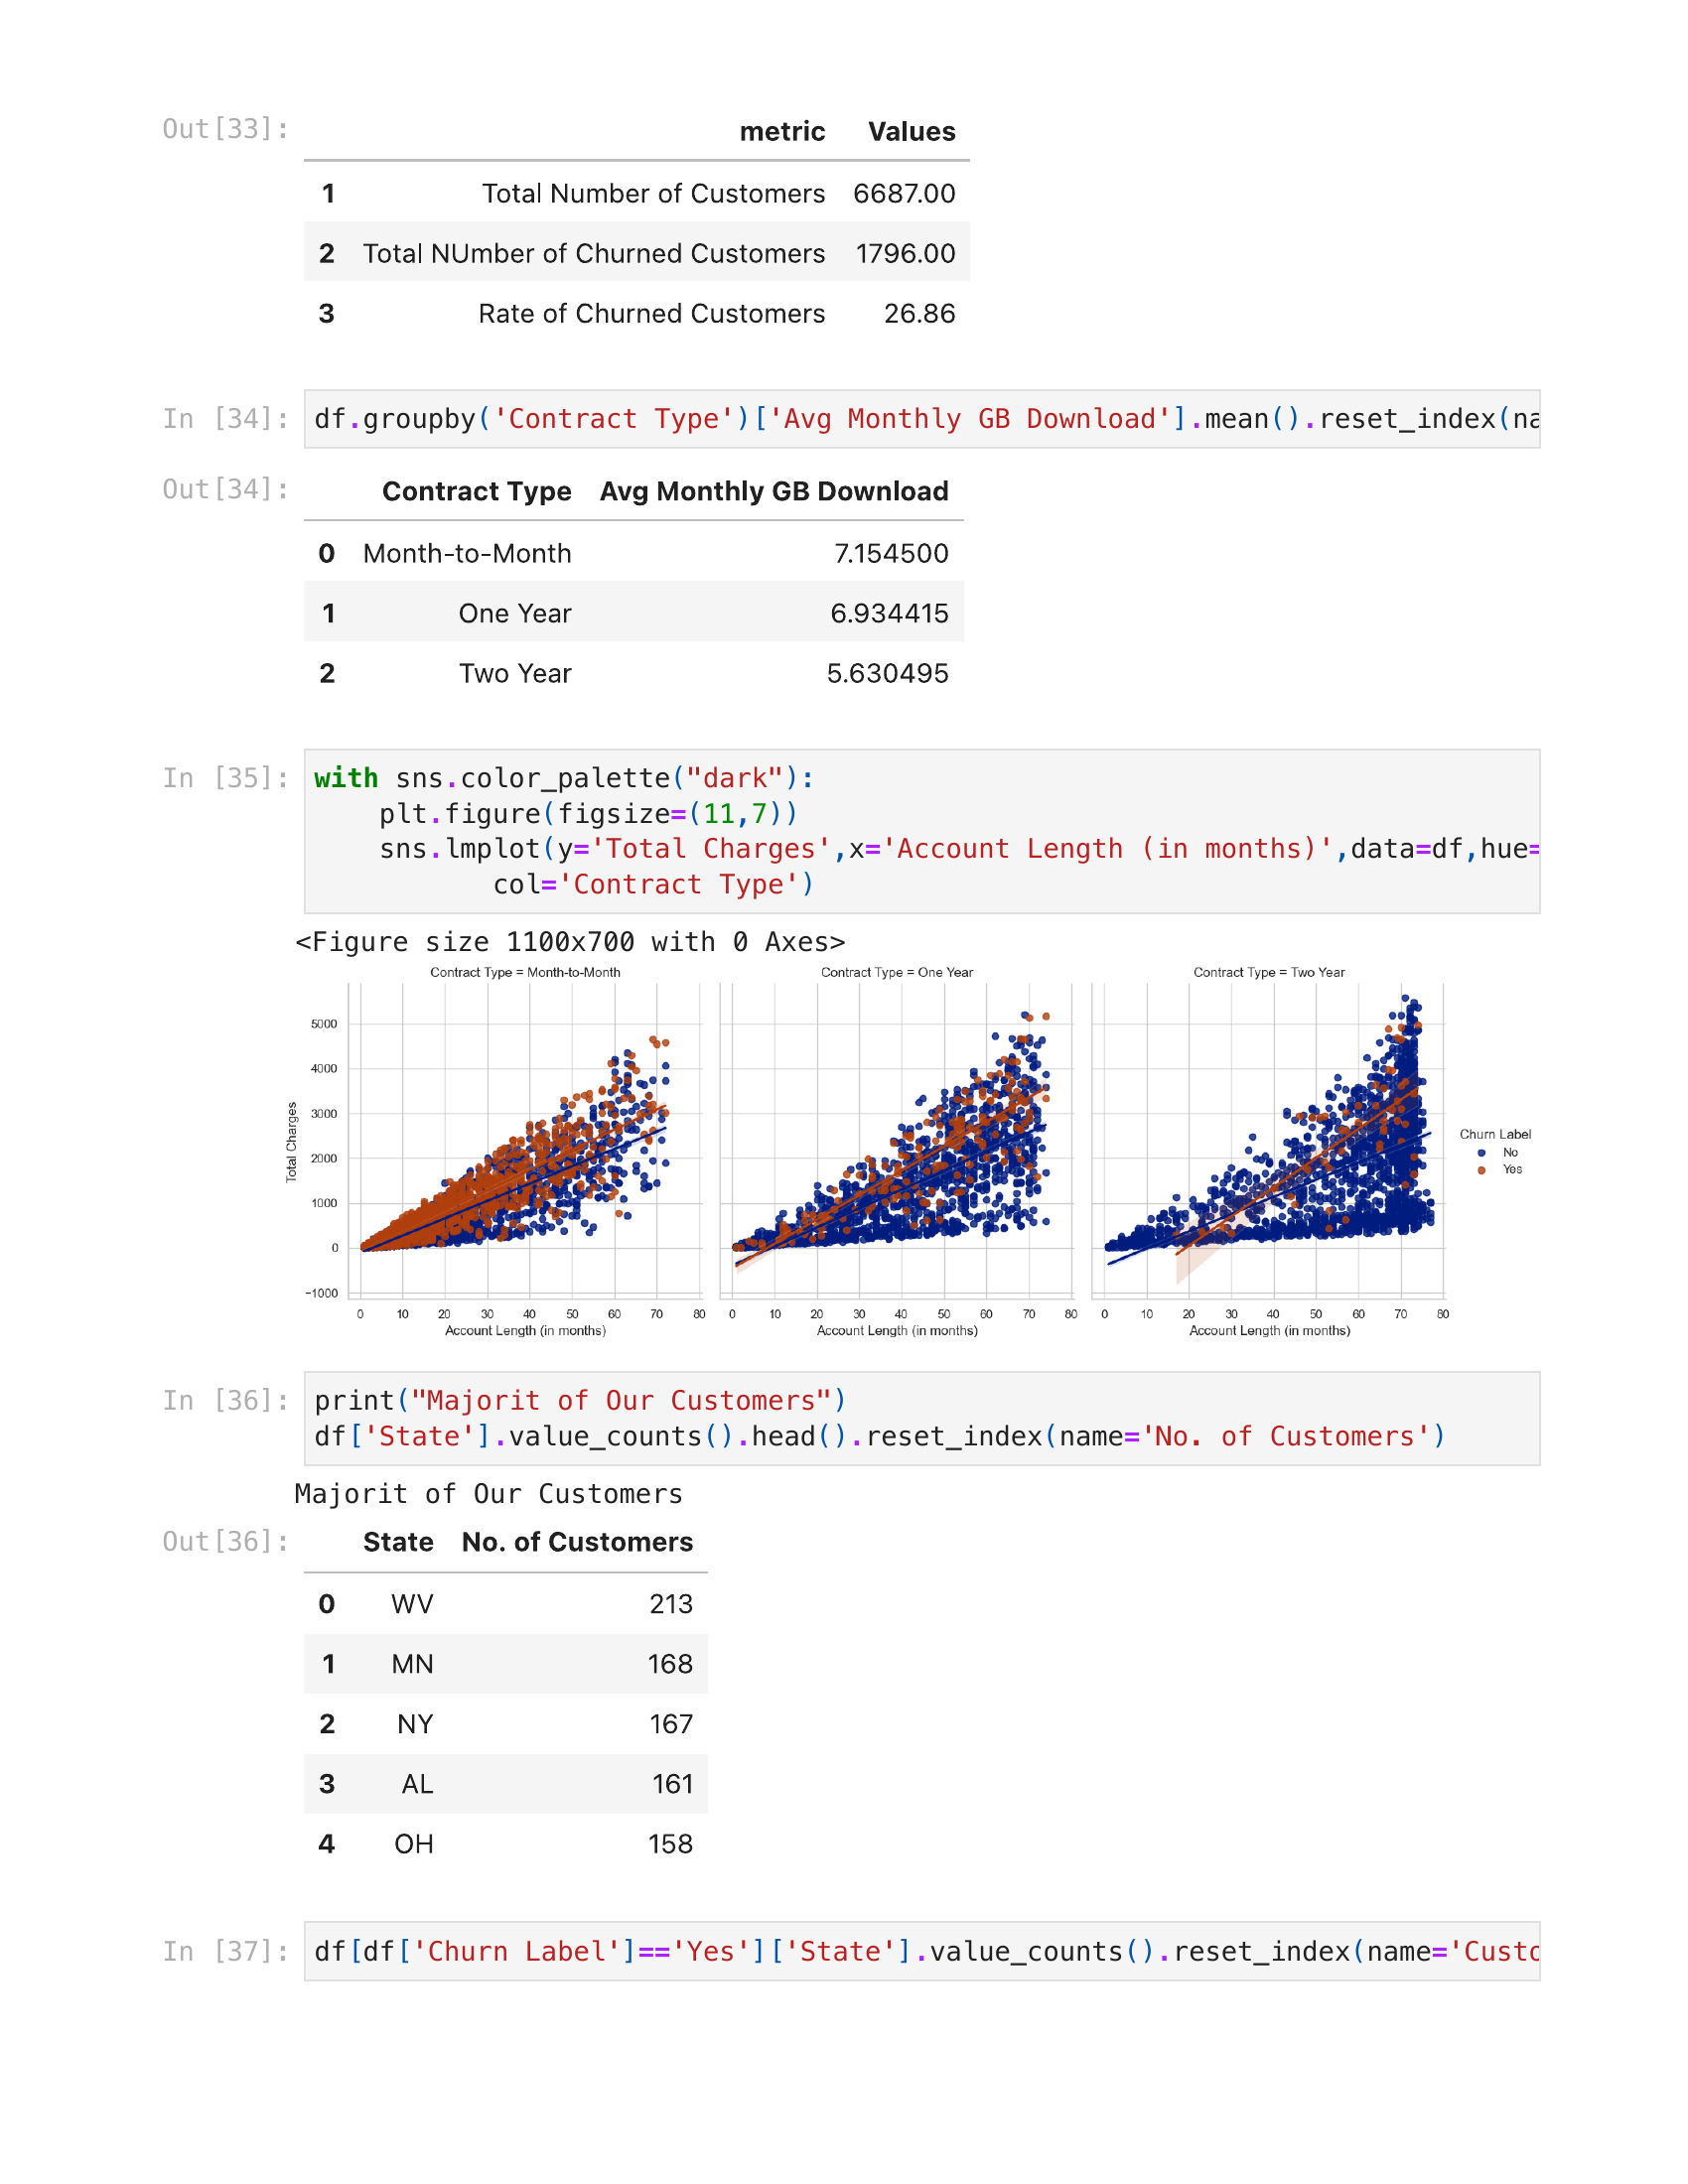 Out[33]:
metric Values
1 Total Number of Customers 6687.00
2 Total NUmber of Churned Customers 1796.00
3 Rate of Churned Customers 26.86
In [34]: df.groupby('Contract Type')['Avg Monthly GB Download'].mean().reset_index(na
Out[34]:
Contract Type Avg Monthly GB Download
0 Month-to-Month 7.154500
1 One Year 6.934415
2 Two Year 5.630495
In [35]: with sns.color_palette("dark"):
plt.figure(figsize=(11,7))
sns.lmplot(y='Total Charges',x='Account Length (in months)',data=df,hue=
col='Contract Type')
<Figure size 1100x700 with 0 Axes>
Contract Type = Month-to-Month Contract Type = One Year Contract Type = Two Year
5000
4000
3000
2000
1000
0
−1000
Total Charges
Churn Label
No
Yes
0 10 20 30 40 50 60 70 80 0 10 20 30 40 50 60 70 80 0 10 20 30 40 50 60 70 80
Account Length (in months) Account Length (in months) Account Length (in months)
In [36]: print("Majorit of Our Customers")
df['State'].value_counts().head().reset_index(name='No. of Customers')
Majorit of Our Customers
Out[36]:
State No. of Customers
0 WV 213
1 MN 168
2 NY 167
3 AL 161
4 OH 158
In [37]: df[df['Churn Label']=='Yes']['State'].value_counts().reset_index(name='Custo